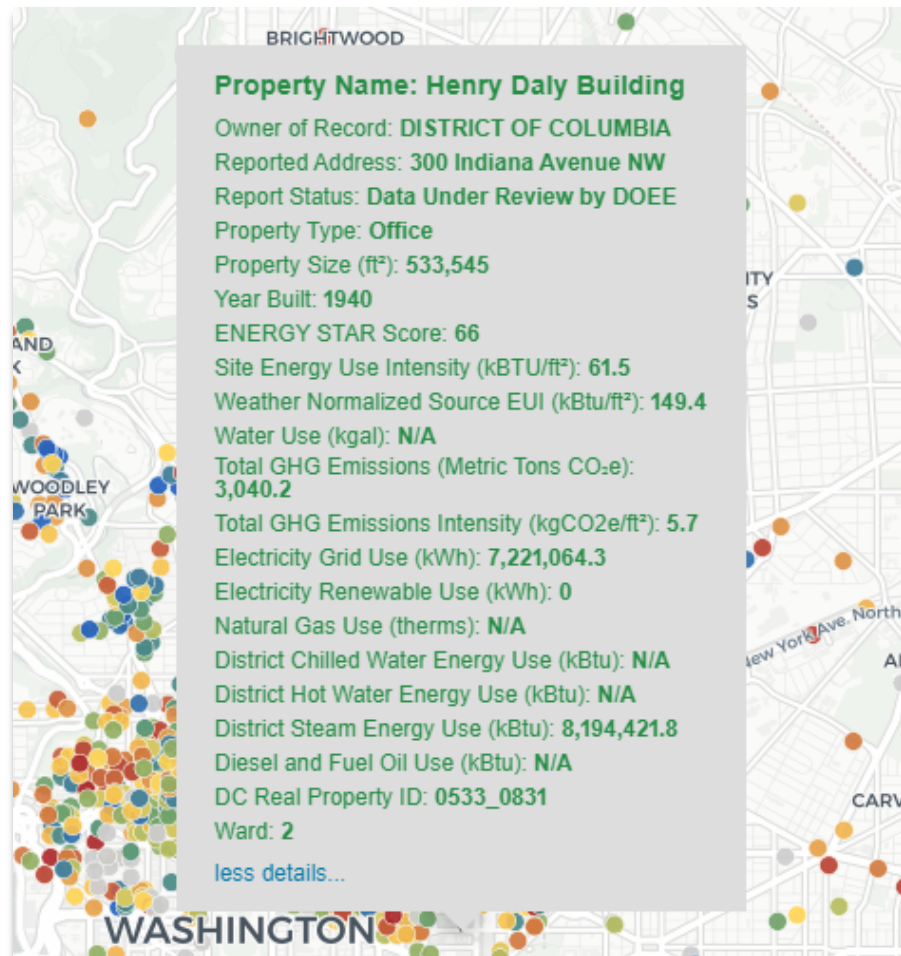 BRIGHTWOOD
Property Name: Henry Daly Building
Owner of Record: DISTRICT OF COLUMBIA
Reported Address: 300 Indiana Avenue NW
Report Status: Data Under Review by DOEE
Property Type: Office
Property Size (ft²): 533,545
Year Built: 1940
ENERGY STAR Score: 66
Site Energy Use Intensity (kBTU/ft²): 61.5
Weather Normalized Source EUI (kBtu/ft²): 149.4
Water Use (kgal): N/A
Total GHG Emissions (Metric Tons CO₂e):
3,040.2
Total GHG Emissions Intensity (kgCO2e/ft²): 5.7
Electricity Grid Use (kWh): 7,221,064.3
Electricity Renewable Use (kWh): 0
Natural Gas Use (therms): N/A
District Chilled Water Energy Use (kBtu): N/A
District Hot Water Energy Use (kBtu): N/A
District Steam Energy Use (kBtu): 8,194,421.8
Diesel and Fuel Oil Use (kBtu): N/A
DC Real Property ID: 0533_0831
Ward: 2
less details...
WOODLEY
PARK
New York Ave. North
CARV
WASHINGTON